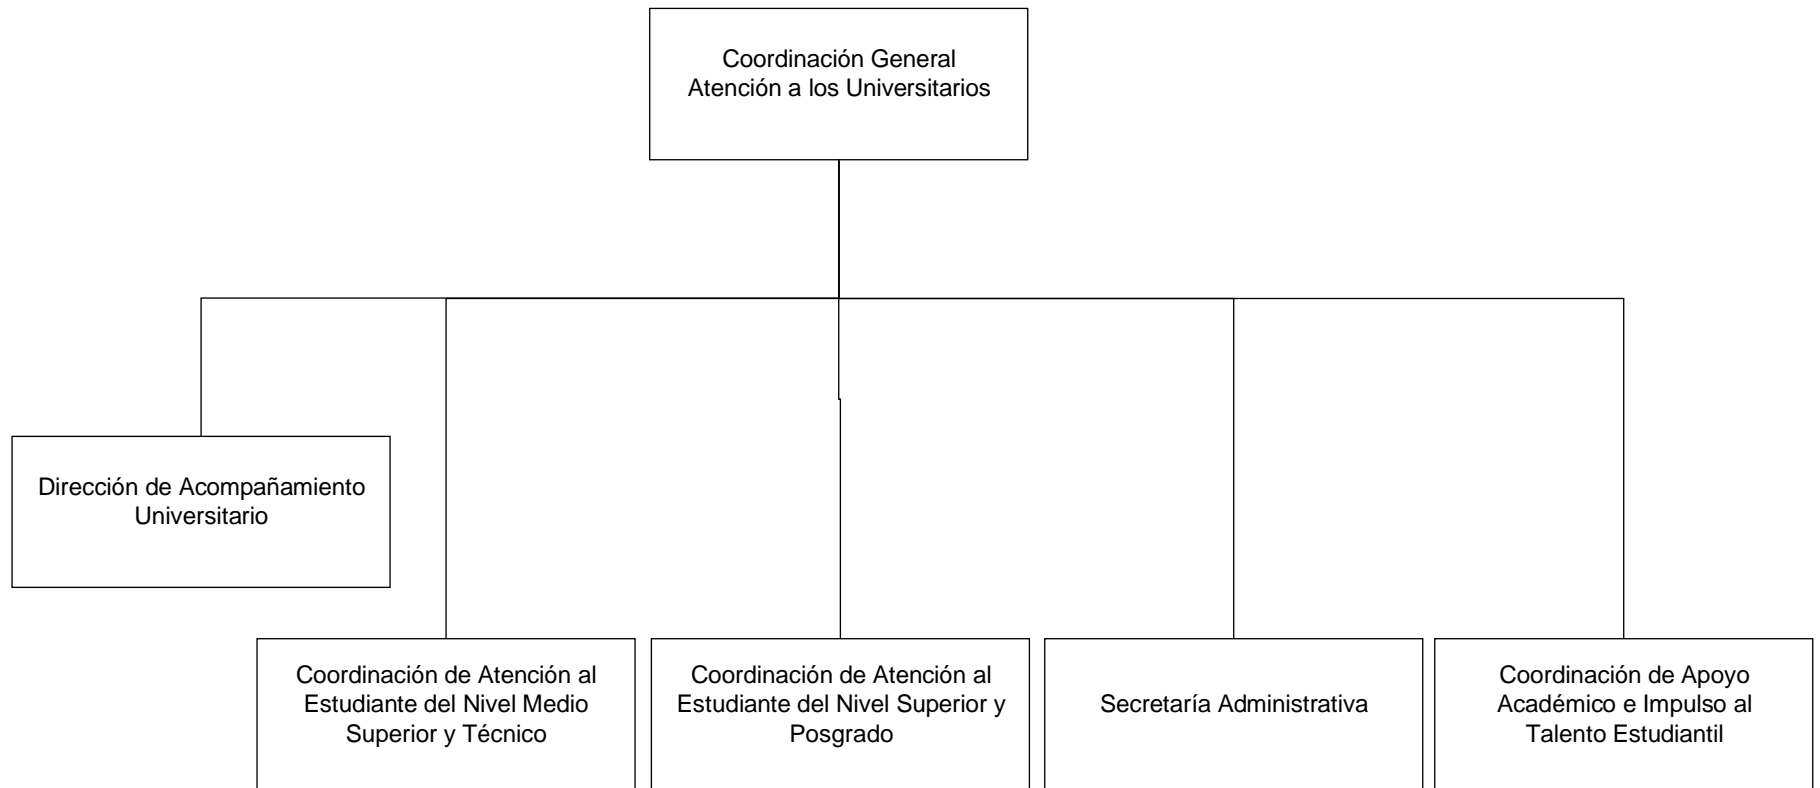 Coordinación General
Atención a los Universitarios
Dirección de Acompañamiento
Universitario
Coordinación de Atención al
Estudiante del Nivel Medio
Superior y Técnico
Coordinación de Atención al
Estudiante del Nivel Superior y
Posgrado
Secretaría Administrativa
Coordinación de Apoyo
Académico e Impulso al
Talento Estudiantil